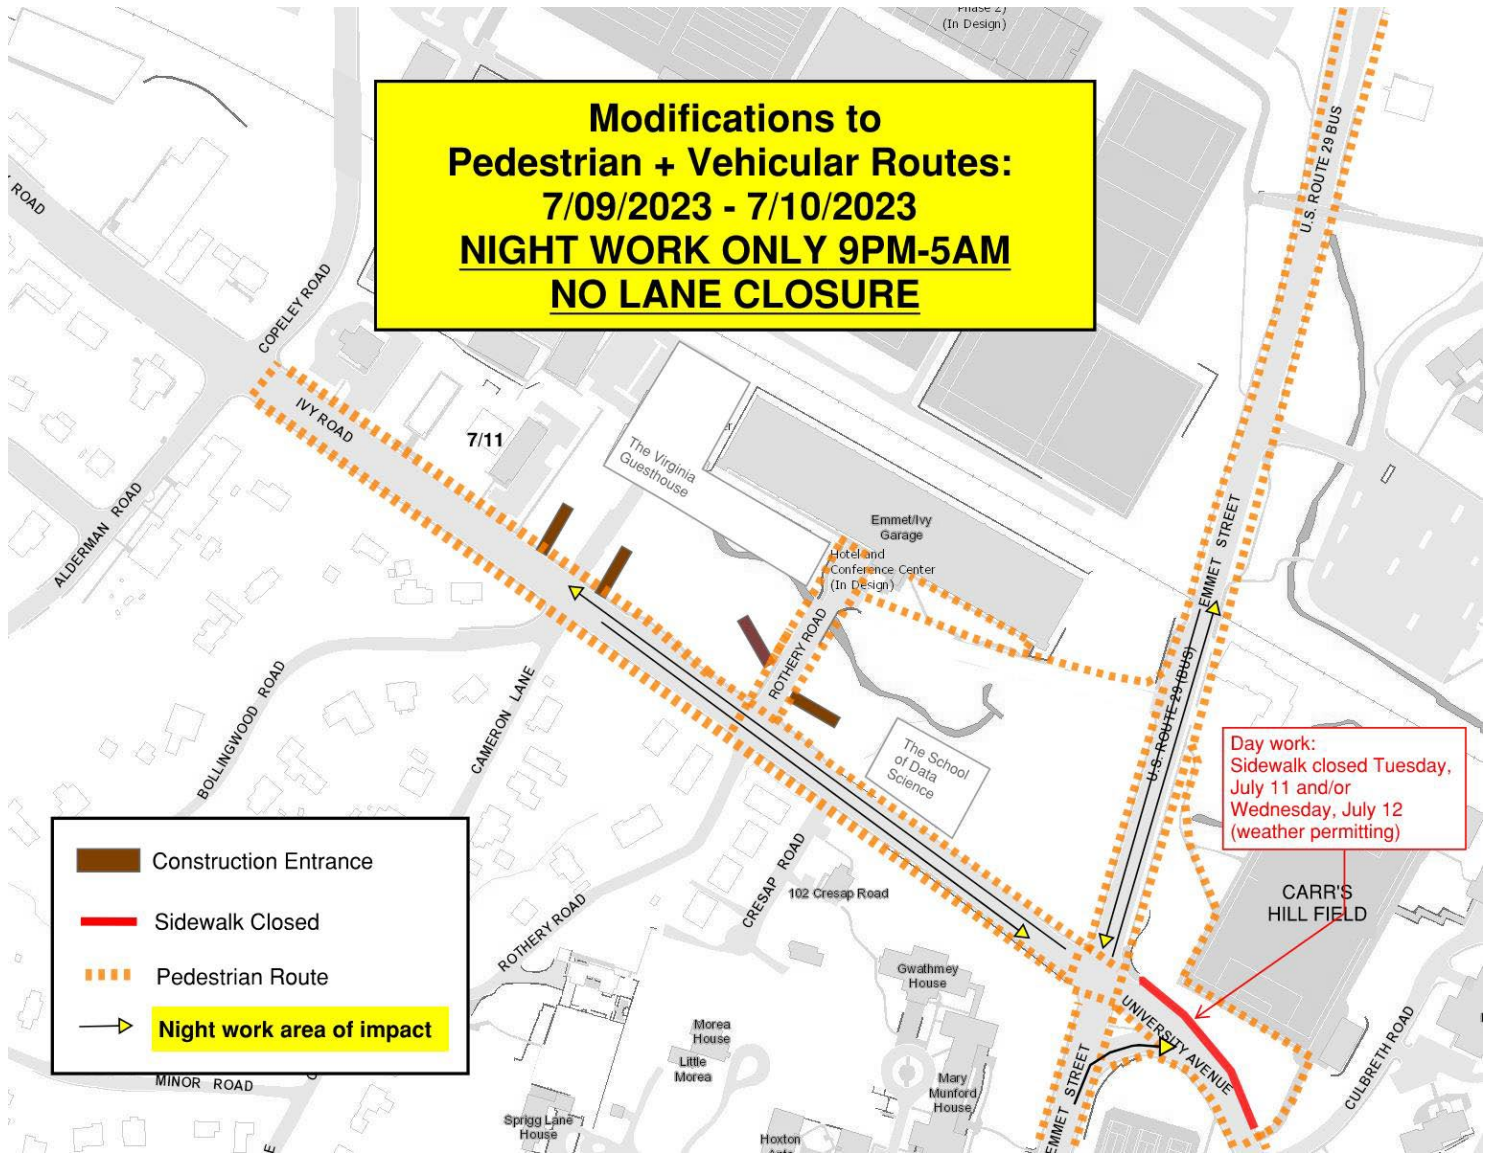 Phase 2)
(In Design)
Modifications to
Pedestrian + Vehicular Routes:
7/09/2023 - 7/10/2023
NIGHT WORK ONLY 9PM-5AM
NO LANE CLOSURE
ROAD
COPELEY ROAD
U.S. ROUTE 29 BUS
IVY ROAD
7/11
The Virginia
Guesthouse
ALDERMAN ROAD
Emmet/Ivy
Garage
Hotel and
Conference Center
(In Design)
EMMET STREET
ROTHERY ROAD
U.S. ROUTE 29 (BUS)
BOLLINGWOOD ROAD
CAMERON LANE
The School
of Data
Science
Day work:
Sidewalk closed Tuesday,
July 11 and/or
Wednesday, July 12
(weather permitting)
CRESAP ROAD
102 Cresap Road
CARR'S
HILL FIELD
ROTHERY ROAD
Gwathmey
House
UNIVERSITY AVENUE
CULBRETH ROAD
Morea
House
Little
Morea
Mary
Munford
House
EMMET STREET
Sprigg Lane
House
Hoxton
Construction Entrance
Sidewalk Closed
Pedestrian Route
Night work area of impact
MINOR ROAD